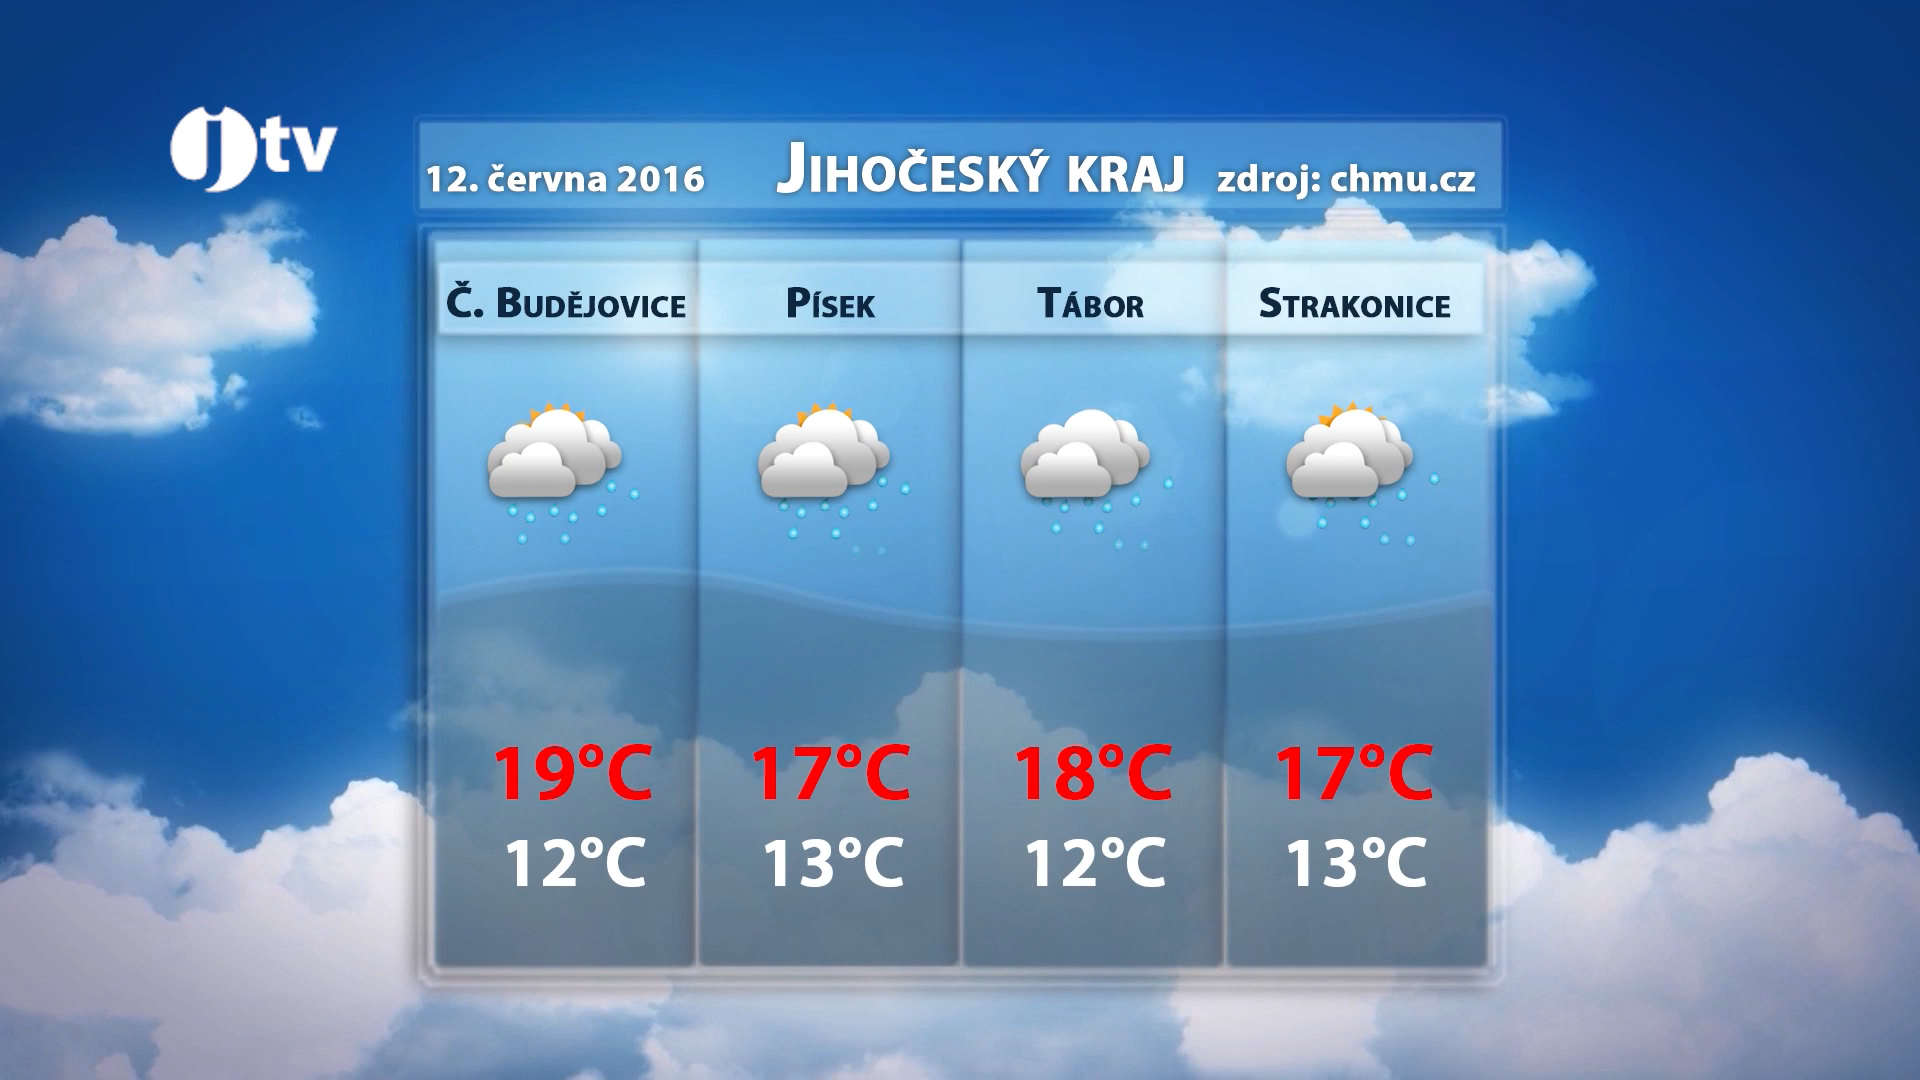 jtv
12. června 2016 Jihočeský kraj zdroj: chmu.cz
Č. Budějovice Písek Tábor Strakonice
19°C 17°C 18°C 17°C
12°C 13°C 12°C 13°C